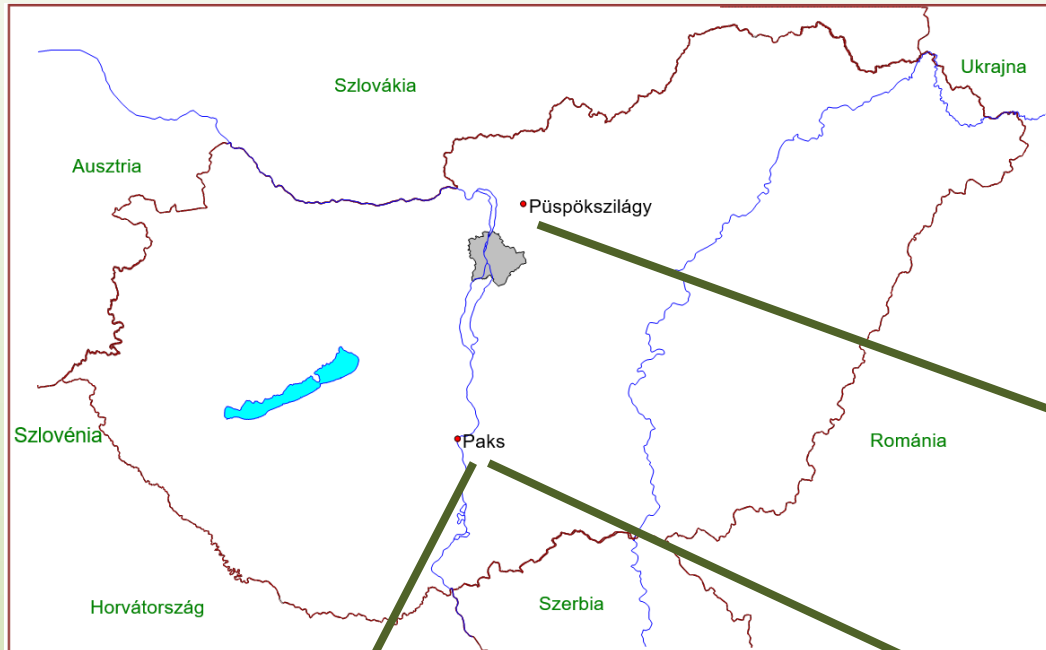 Szlovákia
Ukrajna
Ausztria
Püspökszilágy
Szlovénia
Paks
Románia
Horvátország
Szerbia